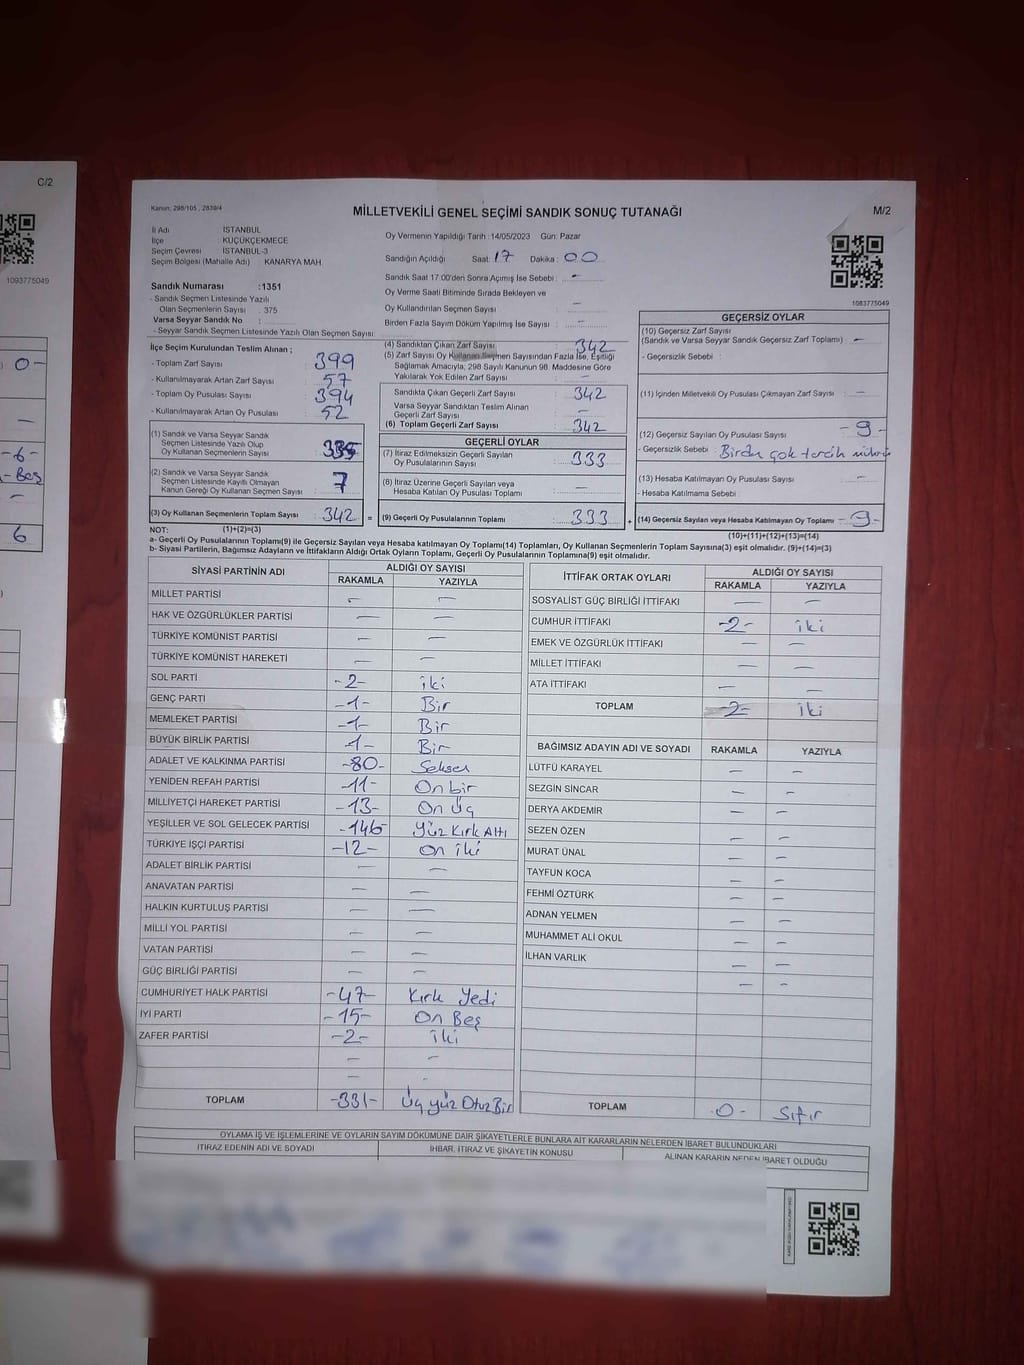 C/2
1093775049
0-
-
-6-
-Beş
-
6
Kanun: 298/105 , 2839/4
MİLLETVEKİLİ GENEL SEÇİMİ SANDIK SONUÇ TUTANAĞI
M/2
İl Adı İSTANBUL
İlçe KÜÇÜKÇEKMECE
Seçim Çevresi İSTANBUL-3
Seçim Bölgesi (Mahalle Adı) KANARYA MAH.
Oy Vermenin Yapıldığı Tarih :14/05/2023 Gün: Pazar
Sandığın Açıldığı Saat: 17 Dakika : 00
Sandık Saat 17:00'den Sonra Açılmış İse Sebebi : -
Oy Verme Saati Bitiminde Sırada Bekleyen ve
Oy Kullandırılan Seçmen Sayısı : -
Birden Fazla Sayım Döküm Yapılmış İse Sayısı : -
1083775049
Sandık Numarası :1351
- Sandık Seçmen Listesinde Yazılı
Olan Seçmenlerin Sayısı : 375
Varsa Seyyar Sandık No :
- Seyyar Sandık Seçmen Listesinde Yazılı Olan Seçmen Sayısı:
İlçe Seçim Kurulundan Teslim Alınan ;
- Toplam Zarf Sayısı : 399
- Kullanılmayarak Artan Zarf Sayısı : 57
- Toplam Oy Pusulası Sayısı : 394
- Kullanılmayarak Artan Oy Pusulası : 52
(1) Sandık ve Varsa Seyyar Sandık
Seçmen Listesinde Yazılı Olup
Oy Kullanan Seçmenlerin Sayısı : 335
(2) Sandık ve Varsa Seyyar Sandık
Seçmen Listesinde Kayıtlı Olmayan
Kanun Gereği Oy Kullanan Seçmen Sayısı : 7
(3) Oy Kullanan Seçmenlerin Toplam Sayısı : 342 =
(4) Sandıktan Çıkan Zarf Sayısı : 342
(5) Zarf Sayısı Oy Kullanan Seçmen Sayısından Fazla İse, Eşitliği
Sağlamak Amacıyla; 298 Sayılı Kanunun 98. Maddesine Göre
Yakılarak Yok Edilen Zarf Sayısı : -
Sandıkta Çıkan Geçerli Zarf Sayısı : 342
Varsa Seyyar Sandıktan Teslim Alınan
Geçerli Zarf Sayısı : -
(6) Toplam Geçerli Zarf Sayısı : 342
GEÇERLİ OYLAR
(7) İtiraz Edilmeksizin Geçerli Sayılan
Oy Pusulalarının Sayısı : 333
(8) İtiraz Üzerine Geçerli Sayılan veya
Hesaba Katılan Oy Pusulası Toplamı : -
(9) Geçerli Oy Pusulalarının Toplamı : 333 +
GEÇERSİZ OYLAR
(10) Geçersiz Zarf Sayısı
(Sandık ve Varsa Seyyar Sandık Geçersiz Zarf Toplamı) : -
- Geçersizlik Sebebi :
(11) İçinden Milletvekili Oy Pusulası Çıkmayan Zarf Sayısı : -
(12) Geçersiz Sayılan Oy Pusulası Sayısı : -9-
- Geçersizlik Sebebi : Birden çok tercih mührü
(13) Hesaba Katılmayan Oy Pusulası Sayısı : -
- Hesaba Katılmama Sebebi :
(14) Geçersiz Sayılan veya Hesaba Katılmayan Oy Toplamı : -9-
NOT: (1)+(2)=(3)
(10)+(11)+(12)+(13)=(14)
a- Geçerli Oy Pusulalarının Toplamı(9) ile Geçersiz Sayılan veya Hesaba Katılmayan Oy Toplamı(14) Toplamları, Oy Kullanan Seçmenlerin Toplam Sayısına(3) eşit olmalıdır. (9)+(14)=(3)
b- Siyasi Partilerin, Bağımsız Adayların ve İttifakların Aldığı Ortak Oyların Toplamı, Geçerli Oy Pusulalarının Toplamına(9) eşit olmalıdır.
SİYASİ PARTİNİN ADI ALDIĞI OY SAYISI
RAKAMLA YAZIYLA
MİLLET PARTİSİ - -
HAK VE ÖZGÜRLÜKLER PARTİSİ - -
TÜRKİYE KOMÜNİST PARTİSİ - -
TÜRKİYE KOMÜNİST HAREKETİ - -
SOL PARTİ -2- iki
GENÇ PARTİ -1- Bir
MEMLEKET PARTİSİ -1- Bir
BÜYÜK BİRLİK PARTİSİ -1- Bir
ADALET VE KALKINMA PARTİSİ -80- Seksen
YENİDEN REFAH PARTİSİ -11- On bir
MİLLİYETÇİ HAREKET PARTİSİ -13- On Üç
YEŞİLLER VE SOL GELECEK PARTİSİ -146- Yüz Kırk Altı
TÜRKİYE İŞÇİ PARTİSİ -12- On iki
ADALET BİRLİK PARTİSİ - -
ANAVATAN PARTİSİ - -
HALKIN KURTULUŞ PARTİSİ - -
MİLLİ YOL PARTİSİ - -
VATAN PARTİSİ - -
GÜÇ BİRLİĞİ PARTİSİ - -
CUMHURİYET HALK PARTİSİ -47- Kırk Yedi
İYİ PARTİ -15- On Beş
ZAFER PARTİSİ -2- İki
- -
- -
TOPLAM -331- Üç yüz Otuz Bir
İTTİFAK ORTAK OYLARI ALDIĞI OY SAYISI
RAKAMLA YAZIYLA
SOSYALİST GÜÇ BİRLİĞİ İTTİFAKI - -
CUMHUR İTTİFAKI -2- iki
EMEK VE ÖZGÜRLÜK İTTİFAKI - -
MİLLET İTTİFAKI - -
ATA İTTİFAKI - -
TOPLAM -2- iki
BAĞIMSIZ ADAYIN ADI VE SOYADI RAKAMLA YAZIYLA
LÜTFÜ KARAYEL - -
SEZGİN SİNCAR - -
DERYA AKDEMİR - -
SEZEN ÖZEN - -
MURAT ÜNAL - -
TAYFUN KOCA - -
FEHMİ ÖZTÜRK - -
ADNAN YELMEN - -
MUHAMMET ALİ OKUL - -
İLHAN VARLIK - -
- -
TOPLAM -0- Sıfır
OYLAMA İŞ VE İŞLEMLERİNE VE OYLARIN SAYIM DÖKÜMÜNE DAİR ŞİKAYETLERLE BUNLARA AİT KARARLARIN NELERDEN İBARET BULUNDUKLARI
İTİRAZ EDENİN ADI VE SOYADI İHBAR, İTİRAZ VE ŞİKAYETİN KONUSU ALINAN KARARIN NEDEN İBARET OLDUĞU